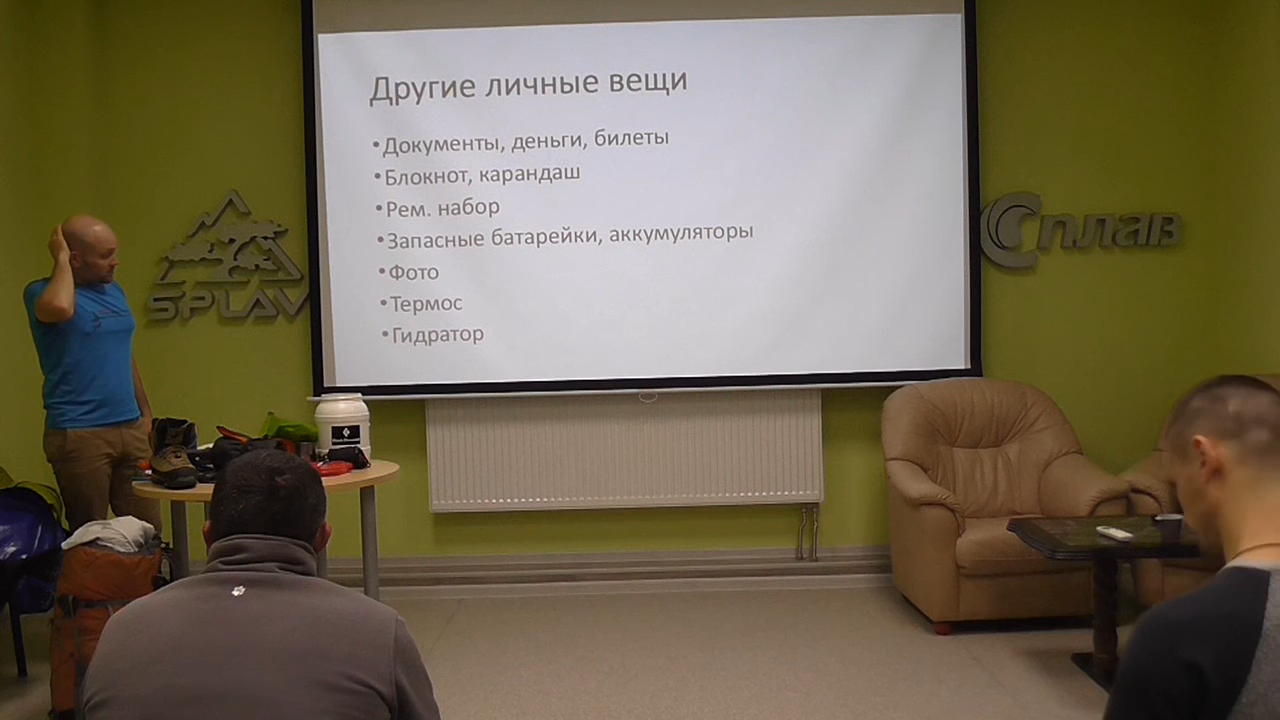 Другие личные вещи
•Документы, деньги, билеты
•Блокнот, карандаш
•Рем. набор
•Запасные батарейки, аккумуляторы
•Фото
•Термос
•Гидратор
SPLAV
Сплав